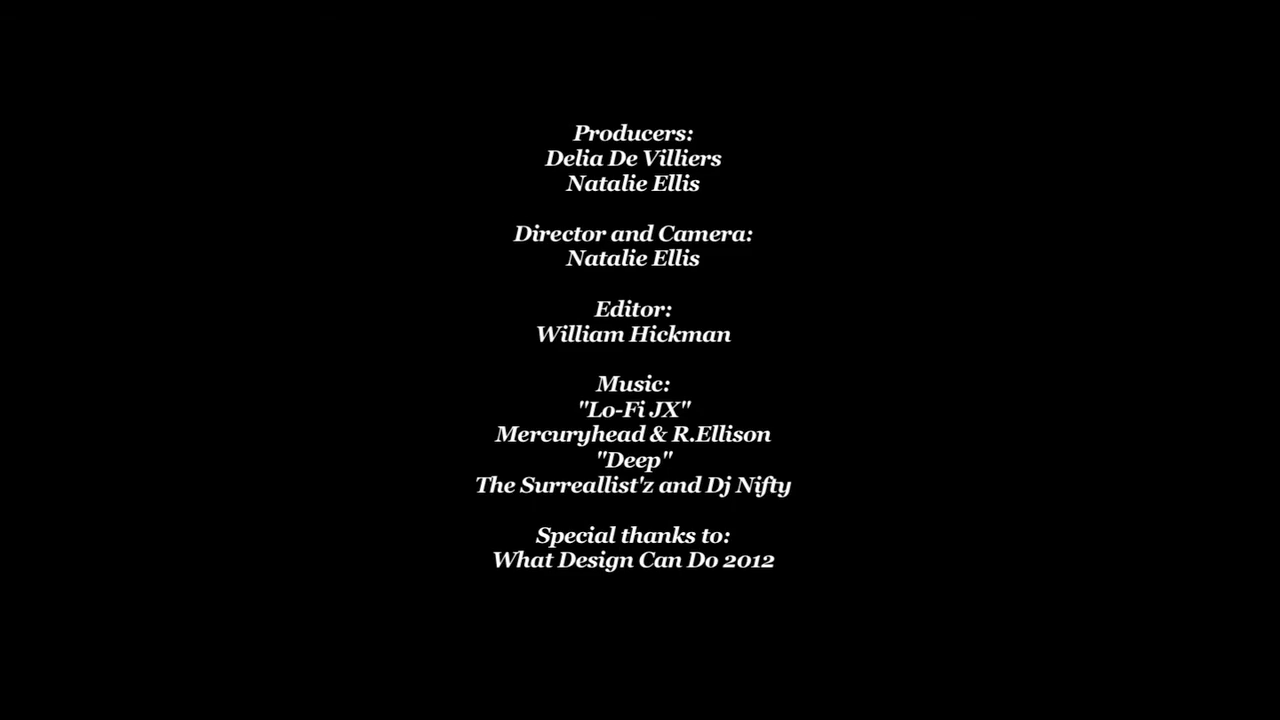 Producers:
Delia De Villiers
Natalie Ellis
Director and Camera:
Natalie Ellis
Editor:
William Hickman
Music:
"Lo-Fi JX"
Mercuryhead & R.Ellison
"Deep"
The Surreallist'z and Dj Nifty
Special thanks to:
What Design Can Do 2012